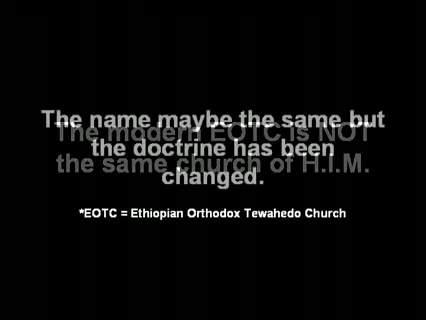 The name maybe the same but
the doctrine has been
changed.
The modern EOTC is NOT
the same church of H.I.M.
*EOTC = Ethiopian Orthodox Tewahedo Church